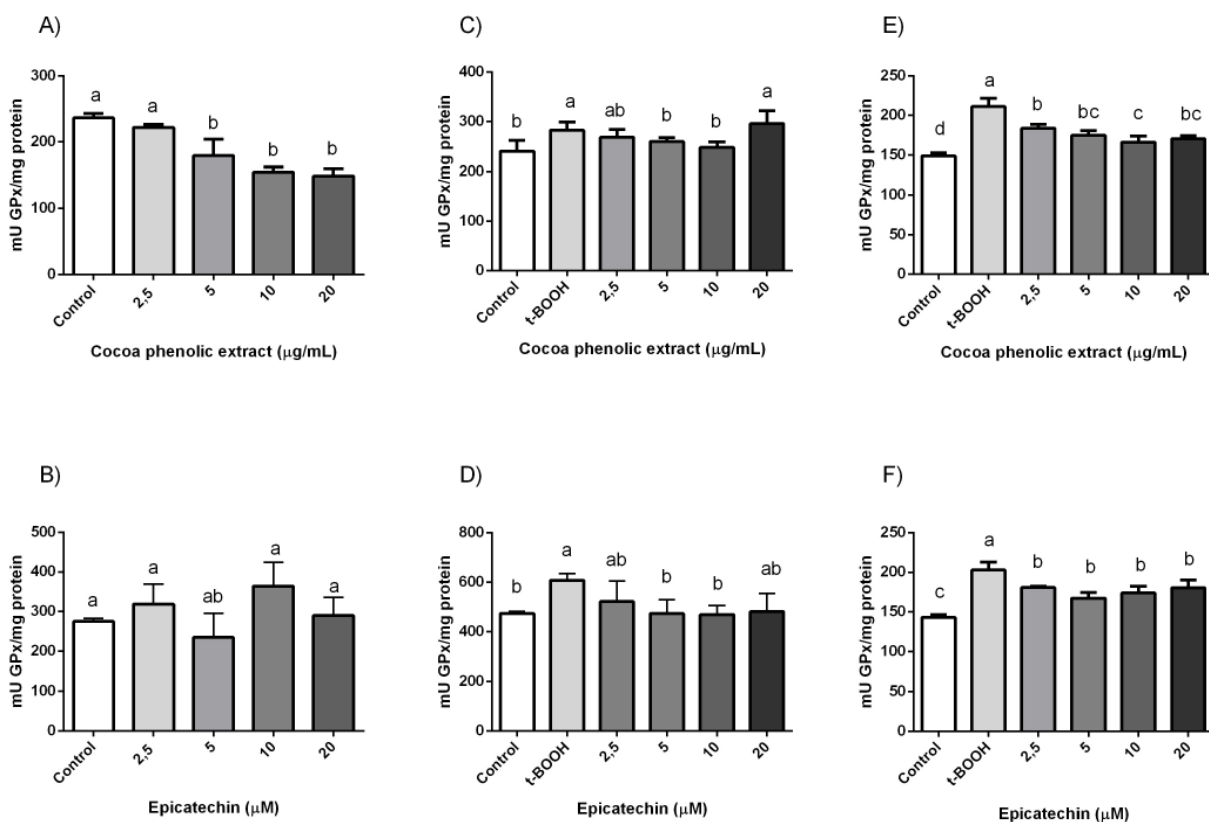 A)
mU GPx/mg protein
300
200
100
0
a
a
b
b
b
Control
2,5
5
10
20
Cocoa phenolic extract (μg/mL)
C)
mU GPx/mg protein
400
300
200
100
0
b
a
ab
b
b
a
Control
t-BOOH
2,5
5
10
20
Cocoa phenolic extract (μg/mL)
E)
mU GPx/mg protein
250
200
150
100
50
0
d
a
b
bc
c
bc
Control
t-BOOH
2,5
5
10
20
Cocoa phenolic extract (μg/mL)
B)
mU GPx/mg protein
500
400
300
200
100
0
a
a
ab
a
a
Control
2,5
5
10
20
Epicatechin (μM)
D)
mU GPx/mg protein
800
600
400
200
0
b
a
ab
b
b
ab
Control
t-BOOH
2,5
5
10
20
Epicatechin (μM)
F)
mU GPx/mg protein
250
200
150
100
50
0
c
a
b
b
b
b
Control
t-BOOH
2,5
5
10
20
Epicatechin (μM)